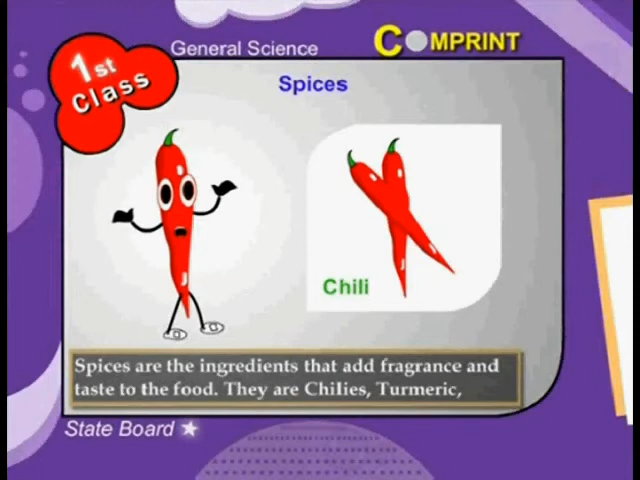 1st
Class
General Science
COMPRINT
Spices
Chili
Spices are the ingredients that add fragrance and
taste to the food. They are Chilies, Turmeric,
State Board